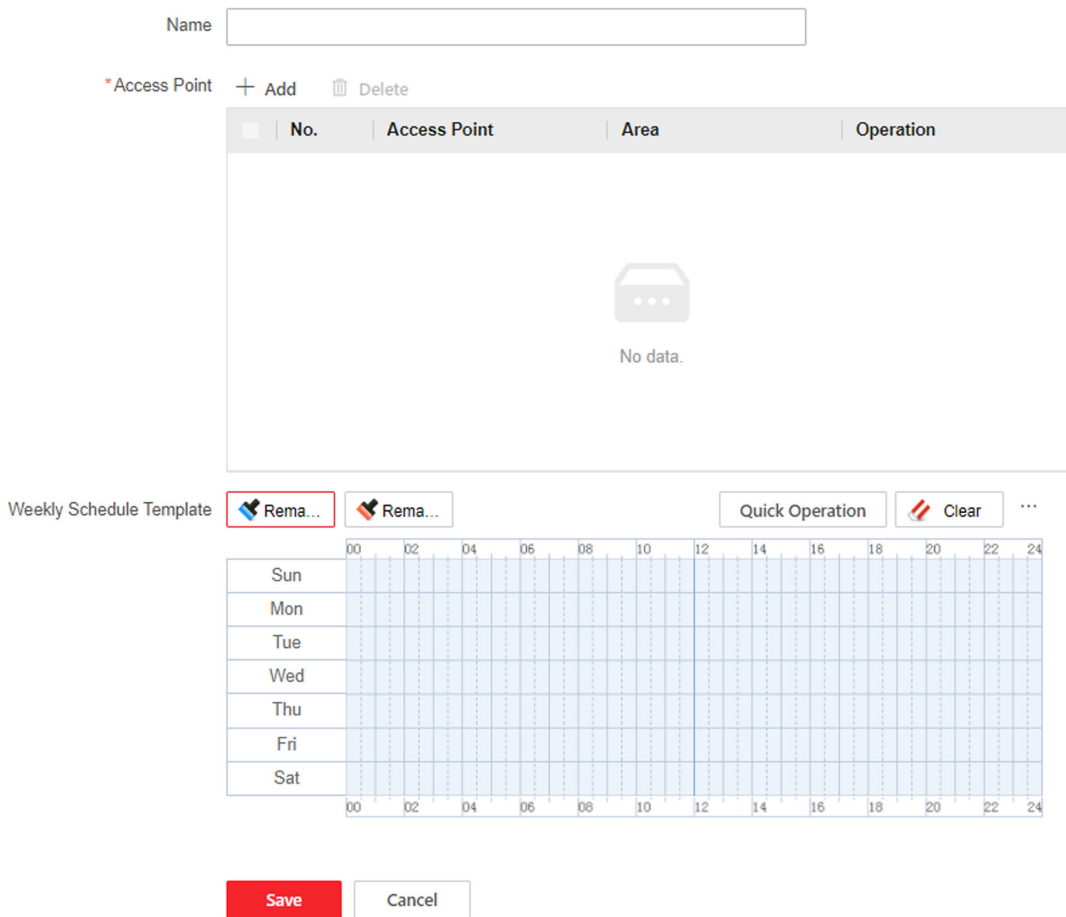 Name
*Access Point + Add Delete
No. Access Point Area Operation
No data.
Weekly Schedule Template Rema... Rema... Quick Operation Clear ...
00 02 04 06 08 10 12 14 16 18 20 22 24
Sun
Mon
Tue
Wed
Thu
Fri
Sat
00 02 04 06 08 10 12 14 16 18 20 22 24
Save Cancel